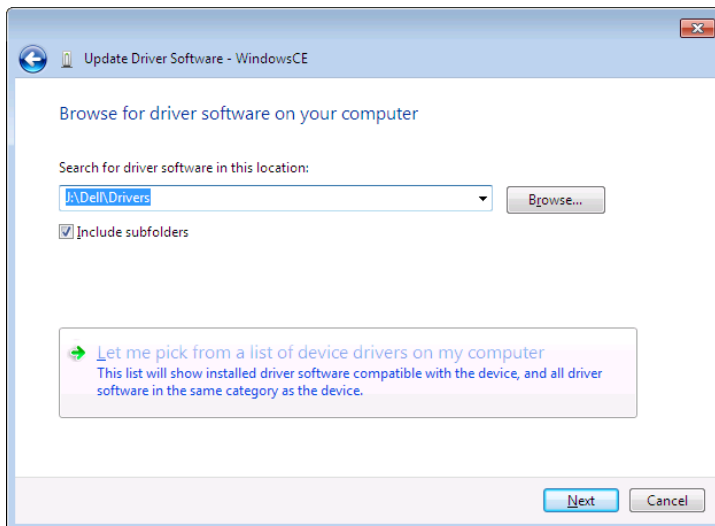 Update Driver Software - WindowsCE
Browse for driver software on your computer
Search for driver software in this location:
J:\Dell\Drivers
Browse...
Include subfolders
Let me pick from a list of device drivers on my computer
This list will show installed driver software compatible with the device, and all driver
software in the same category as the device.
Next
Cancel